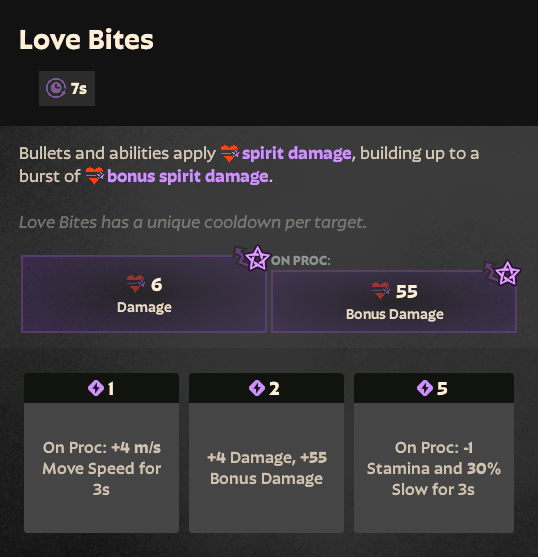 Love Bites
7s
Bullets and abilities apply spirit damage, building up to a
burst of bonus spirit damage.
Love Bites has a unique cooldown per target.
6
Damage
ON PROC:
55
Bonus Damage
1
On Proc: +4 m/s
Move Speed for
3s
2
+4 Damage, +55
Bonus Damage
5
On Proc: -1
Stamina and 30%
Slow for 3s